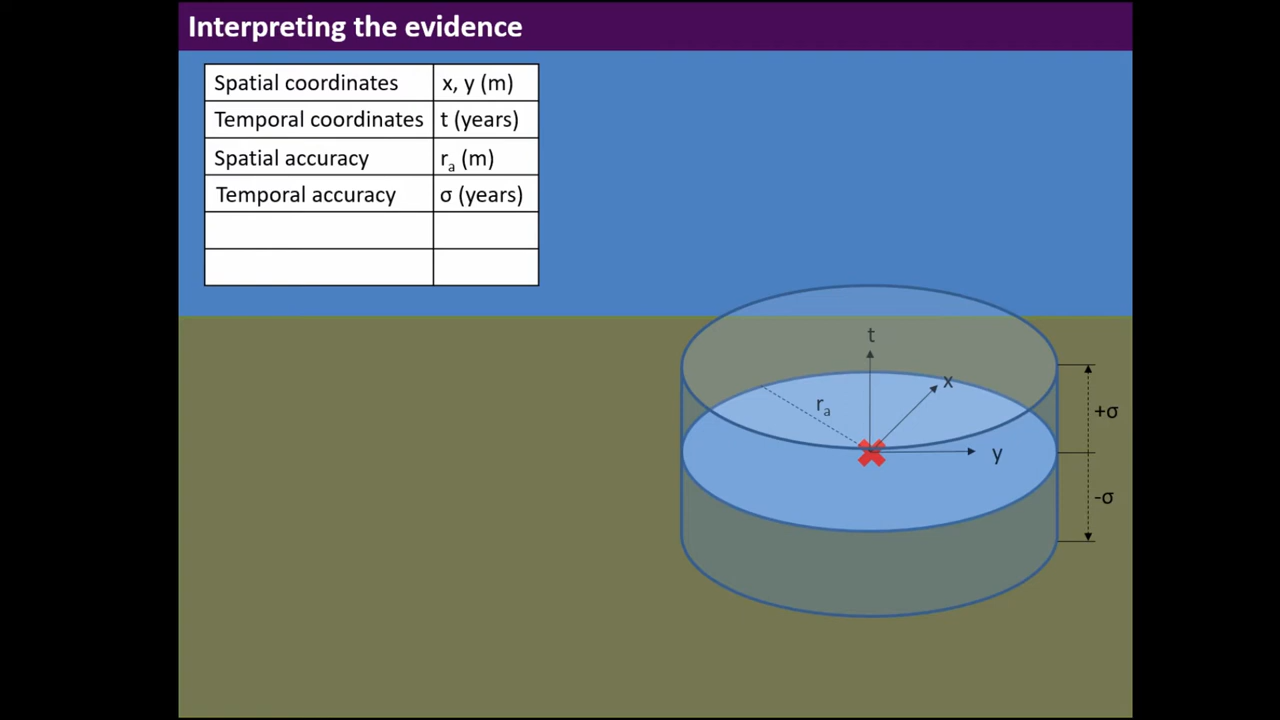 Interpreting the evidence
Spatial coordinates x, y (m)
Temporal coordinates t (years)
Spatial accuracy rₐ (m)
Temporal accuracy σ (years)
t
x
rₐ
+σ
y
-σ